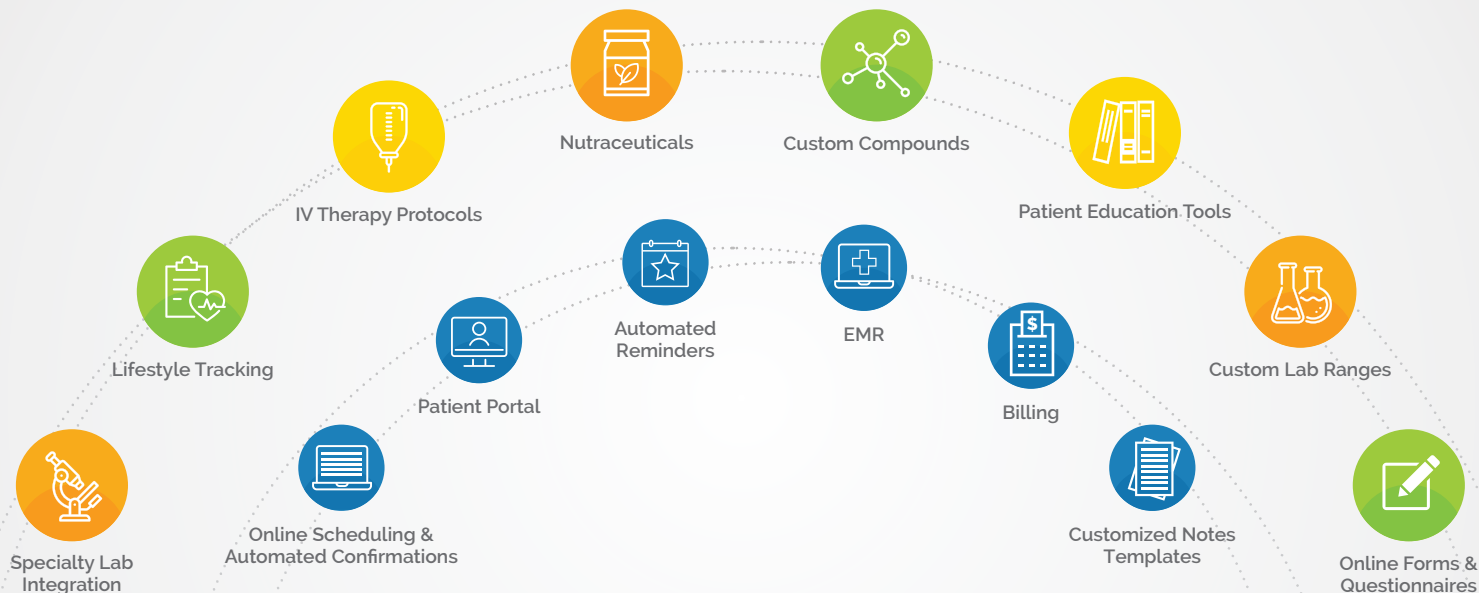 Nutraceuticals
Custom Compounds
IV Therapy Protocols
Patient Education Tools
Lifestyle Tracking
Custom Lab Ranges
Specialty Lab
Integration
Online Forms &
Questionnaires
Automated
Reminders
EMR
Patient Portal
$
Billing
Online Scheduling &
Automated Confirmations
Customized Notes
Templates